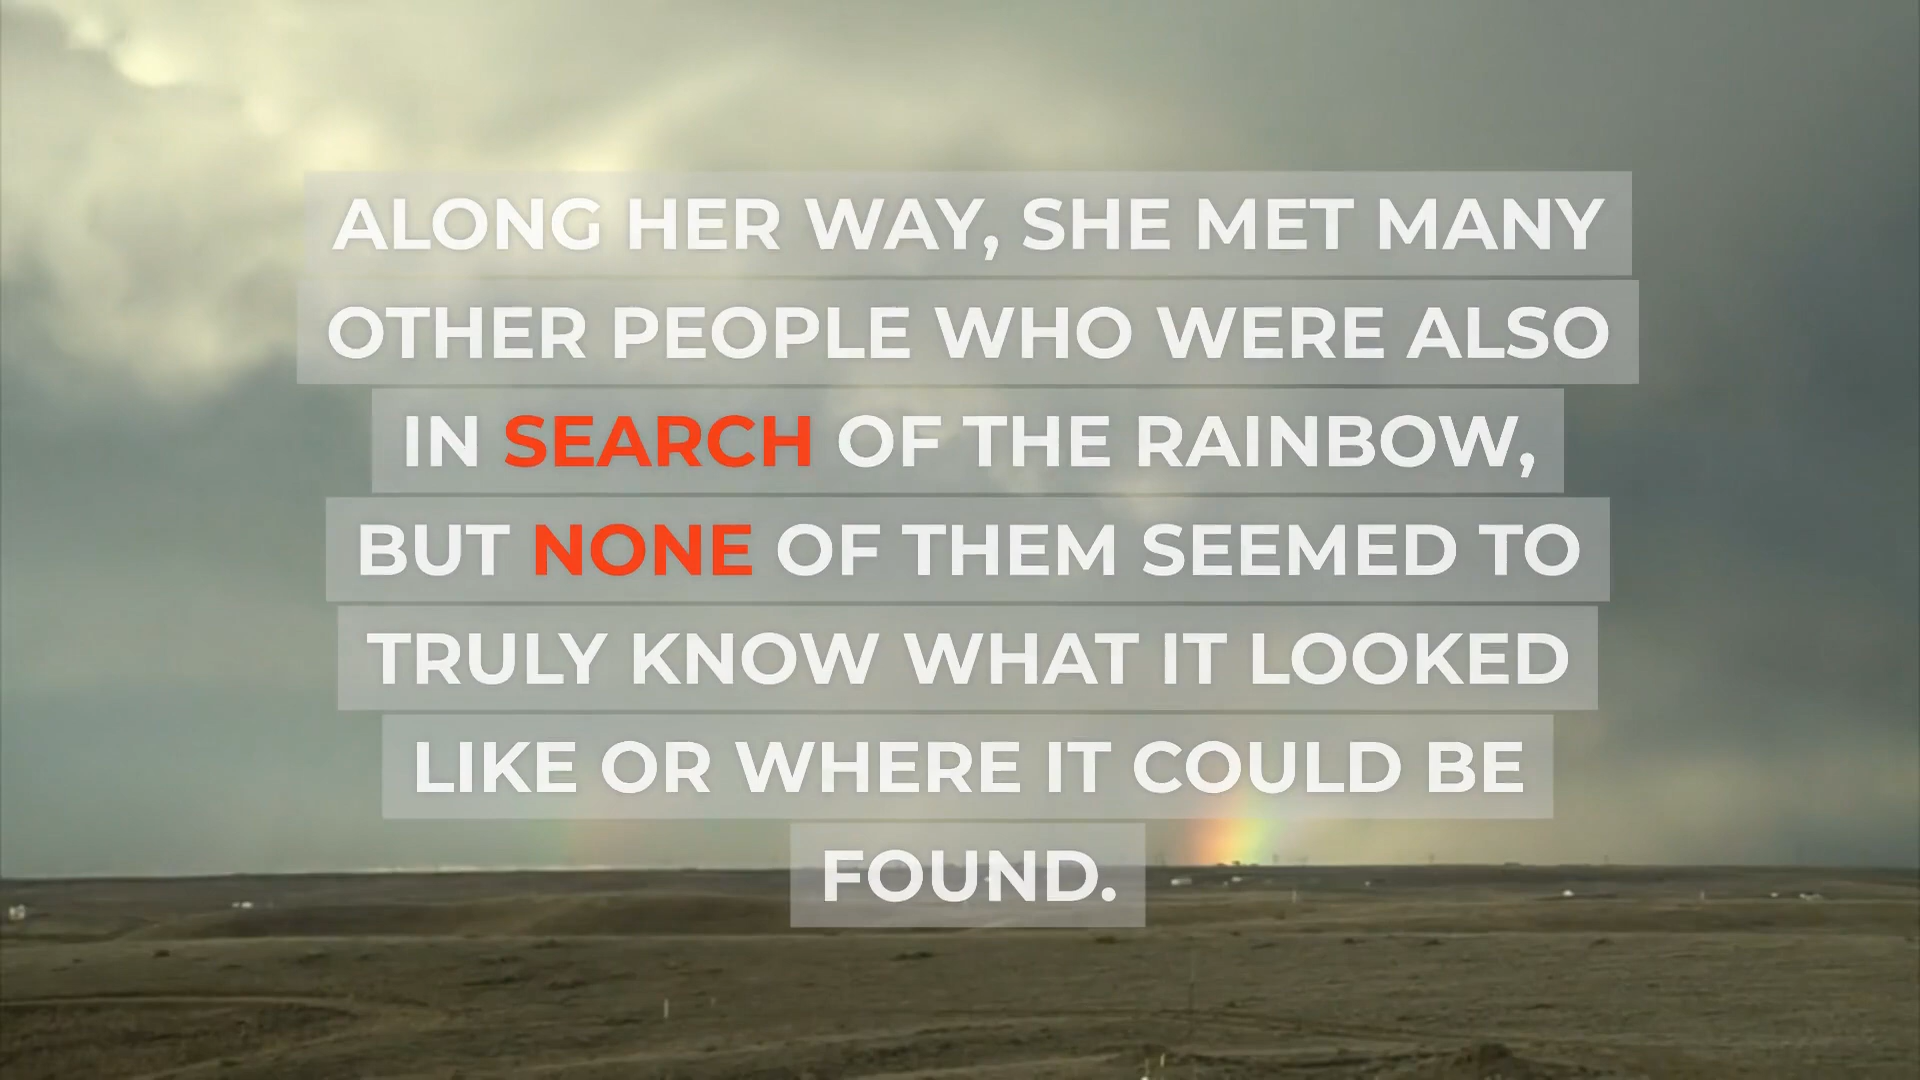 ALONG HER WAY, SHE MET MANY
OTHER PEOPLE WHO WERE ALSO
IN SEARCH OF THE RAINBOW,
BUT NONE OF THEM SEEMED TO
TRULY KNOW WHAT IT LOOKED
LIKE OR WHERE IT COULD BE
FOUND.